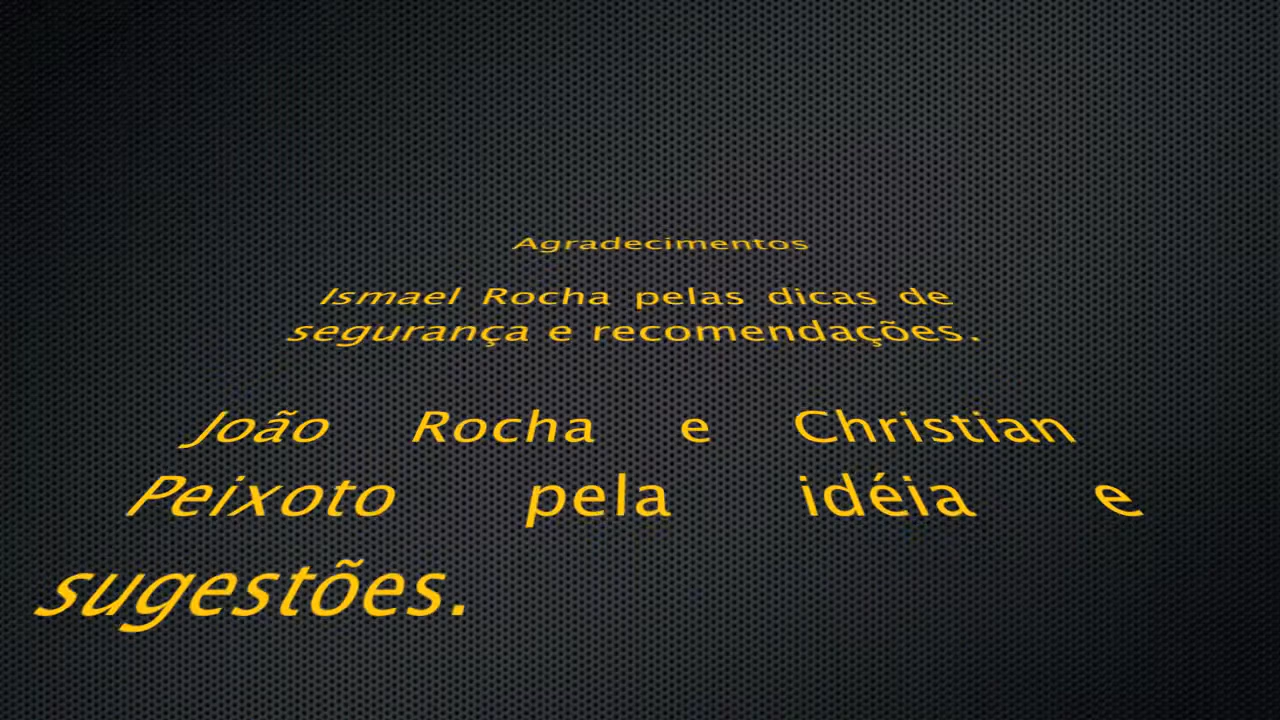 Agradecimentos
Ismael Rocha pelas dicas de
segurança e recomendações.
João Rocha e Christian
Peixoto pela idéia e
sugestões.